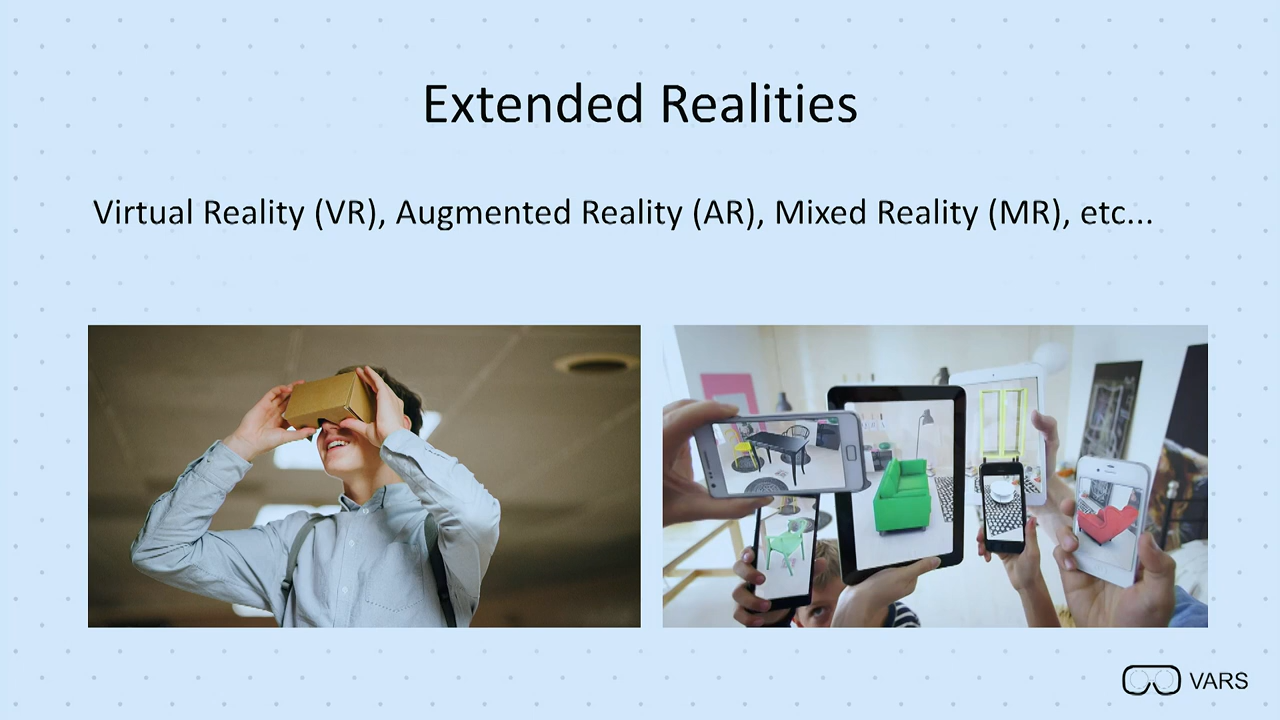 Extended Realities
Virtual Reality (VR), Augmented Reality (AR), Mixed Reality (MR), etc...
VARS